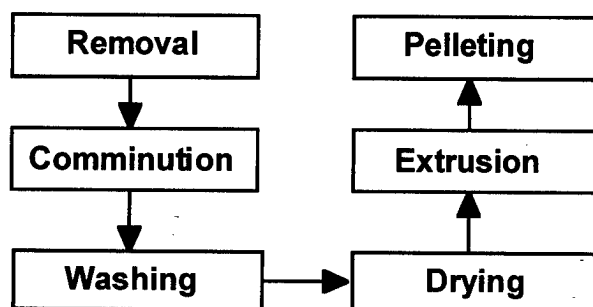 Removal
Comminution
Washing
Drying
Extrusion
Pelleting